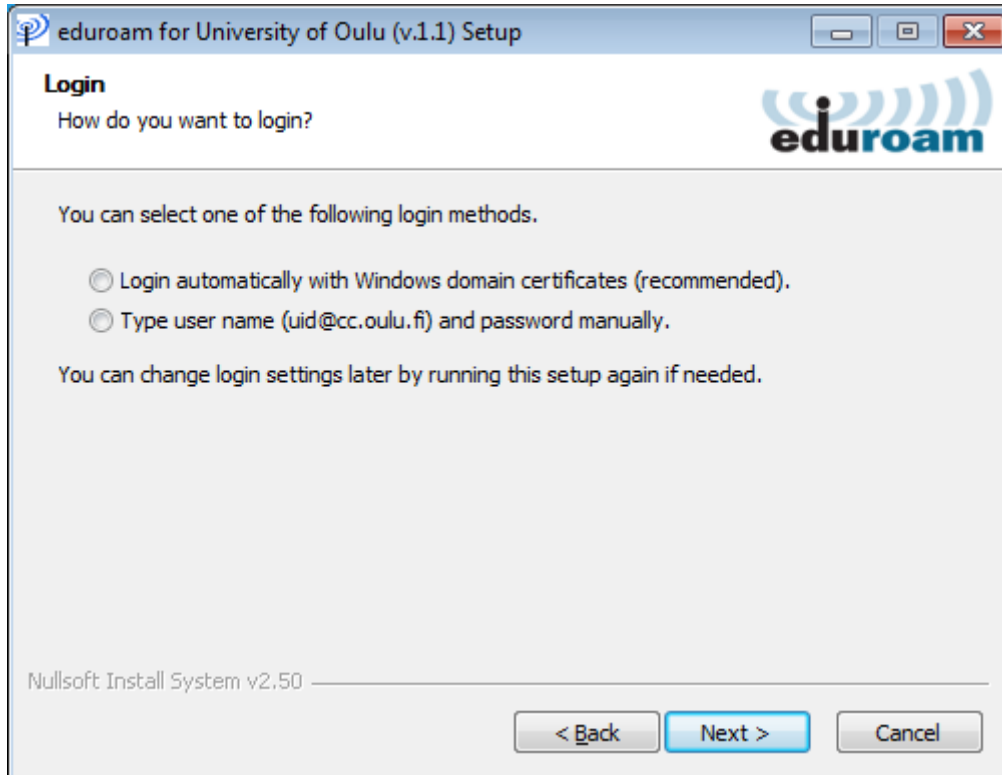 eduroam for University of Oulu (v.1.1) Setup
Login
How do you want to login?
eduroam
You can select one of the following login methods.
Login automatically with Windows domain certificates (recommended).
Type user name (uid@cc.oulu.fi) and password manually.
You can change login settings later by running this setup again if needed.
Nullsoft Install System v2.50
< Back
Next >
Cancel